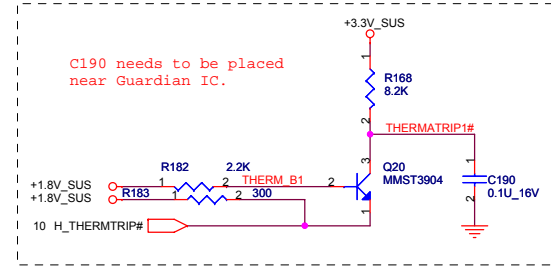 +3.3V_SUS
C190 needs to be placed
near Guardian IC.
1
R168
8.2K
2
THERMATRIP1#
R182 2.2K
3
Q20
MMST3904
1
C190
0.1U_16V
2
+1.8V_SUS 1 2 THERM_B1 2
+1.8V_SUS R183 1 2 300
1
10 H_THERMTRIP#